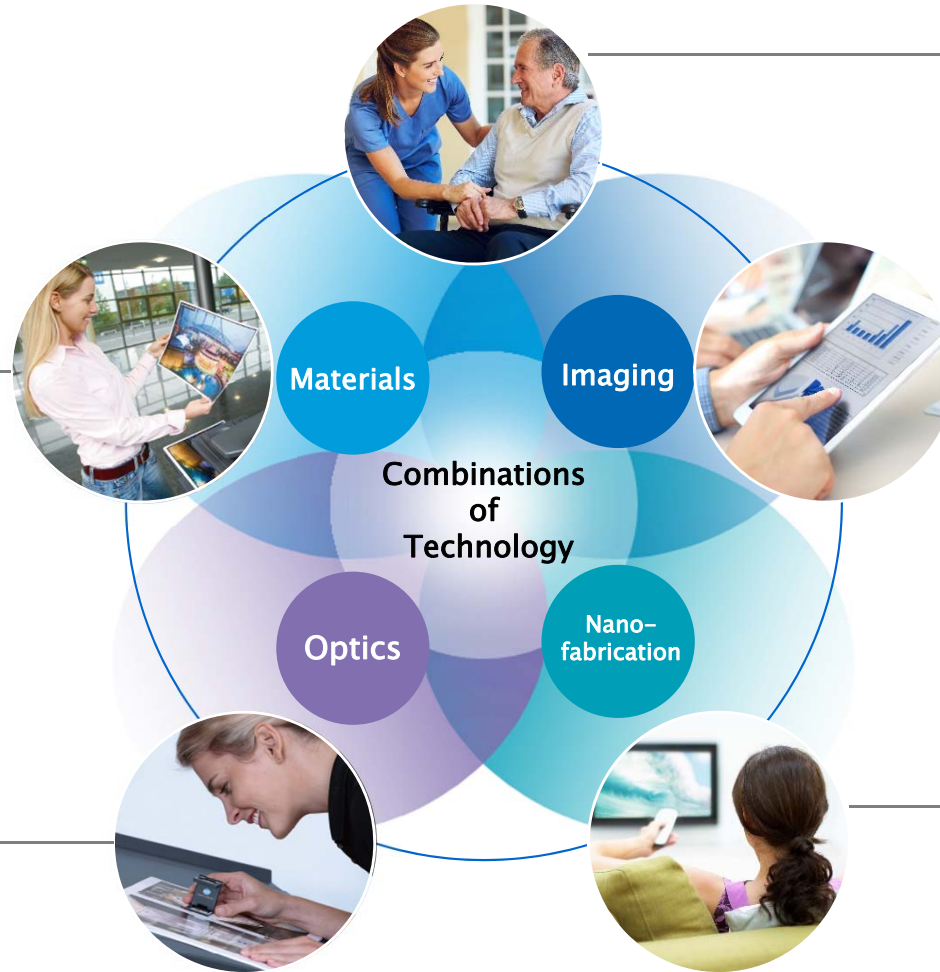 Materials
Imaging
Combinations
of
Technology
Optics
Nano-
fabrication